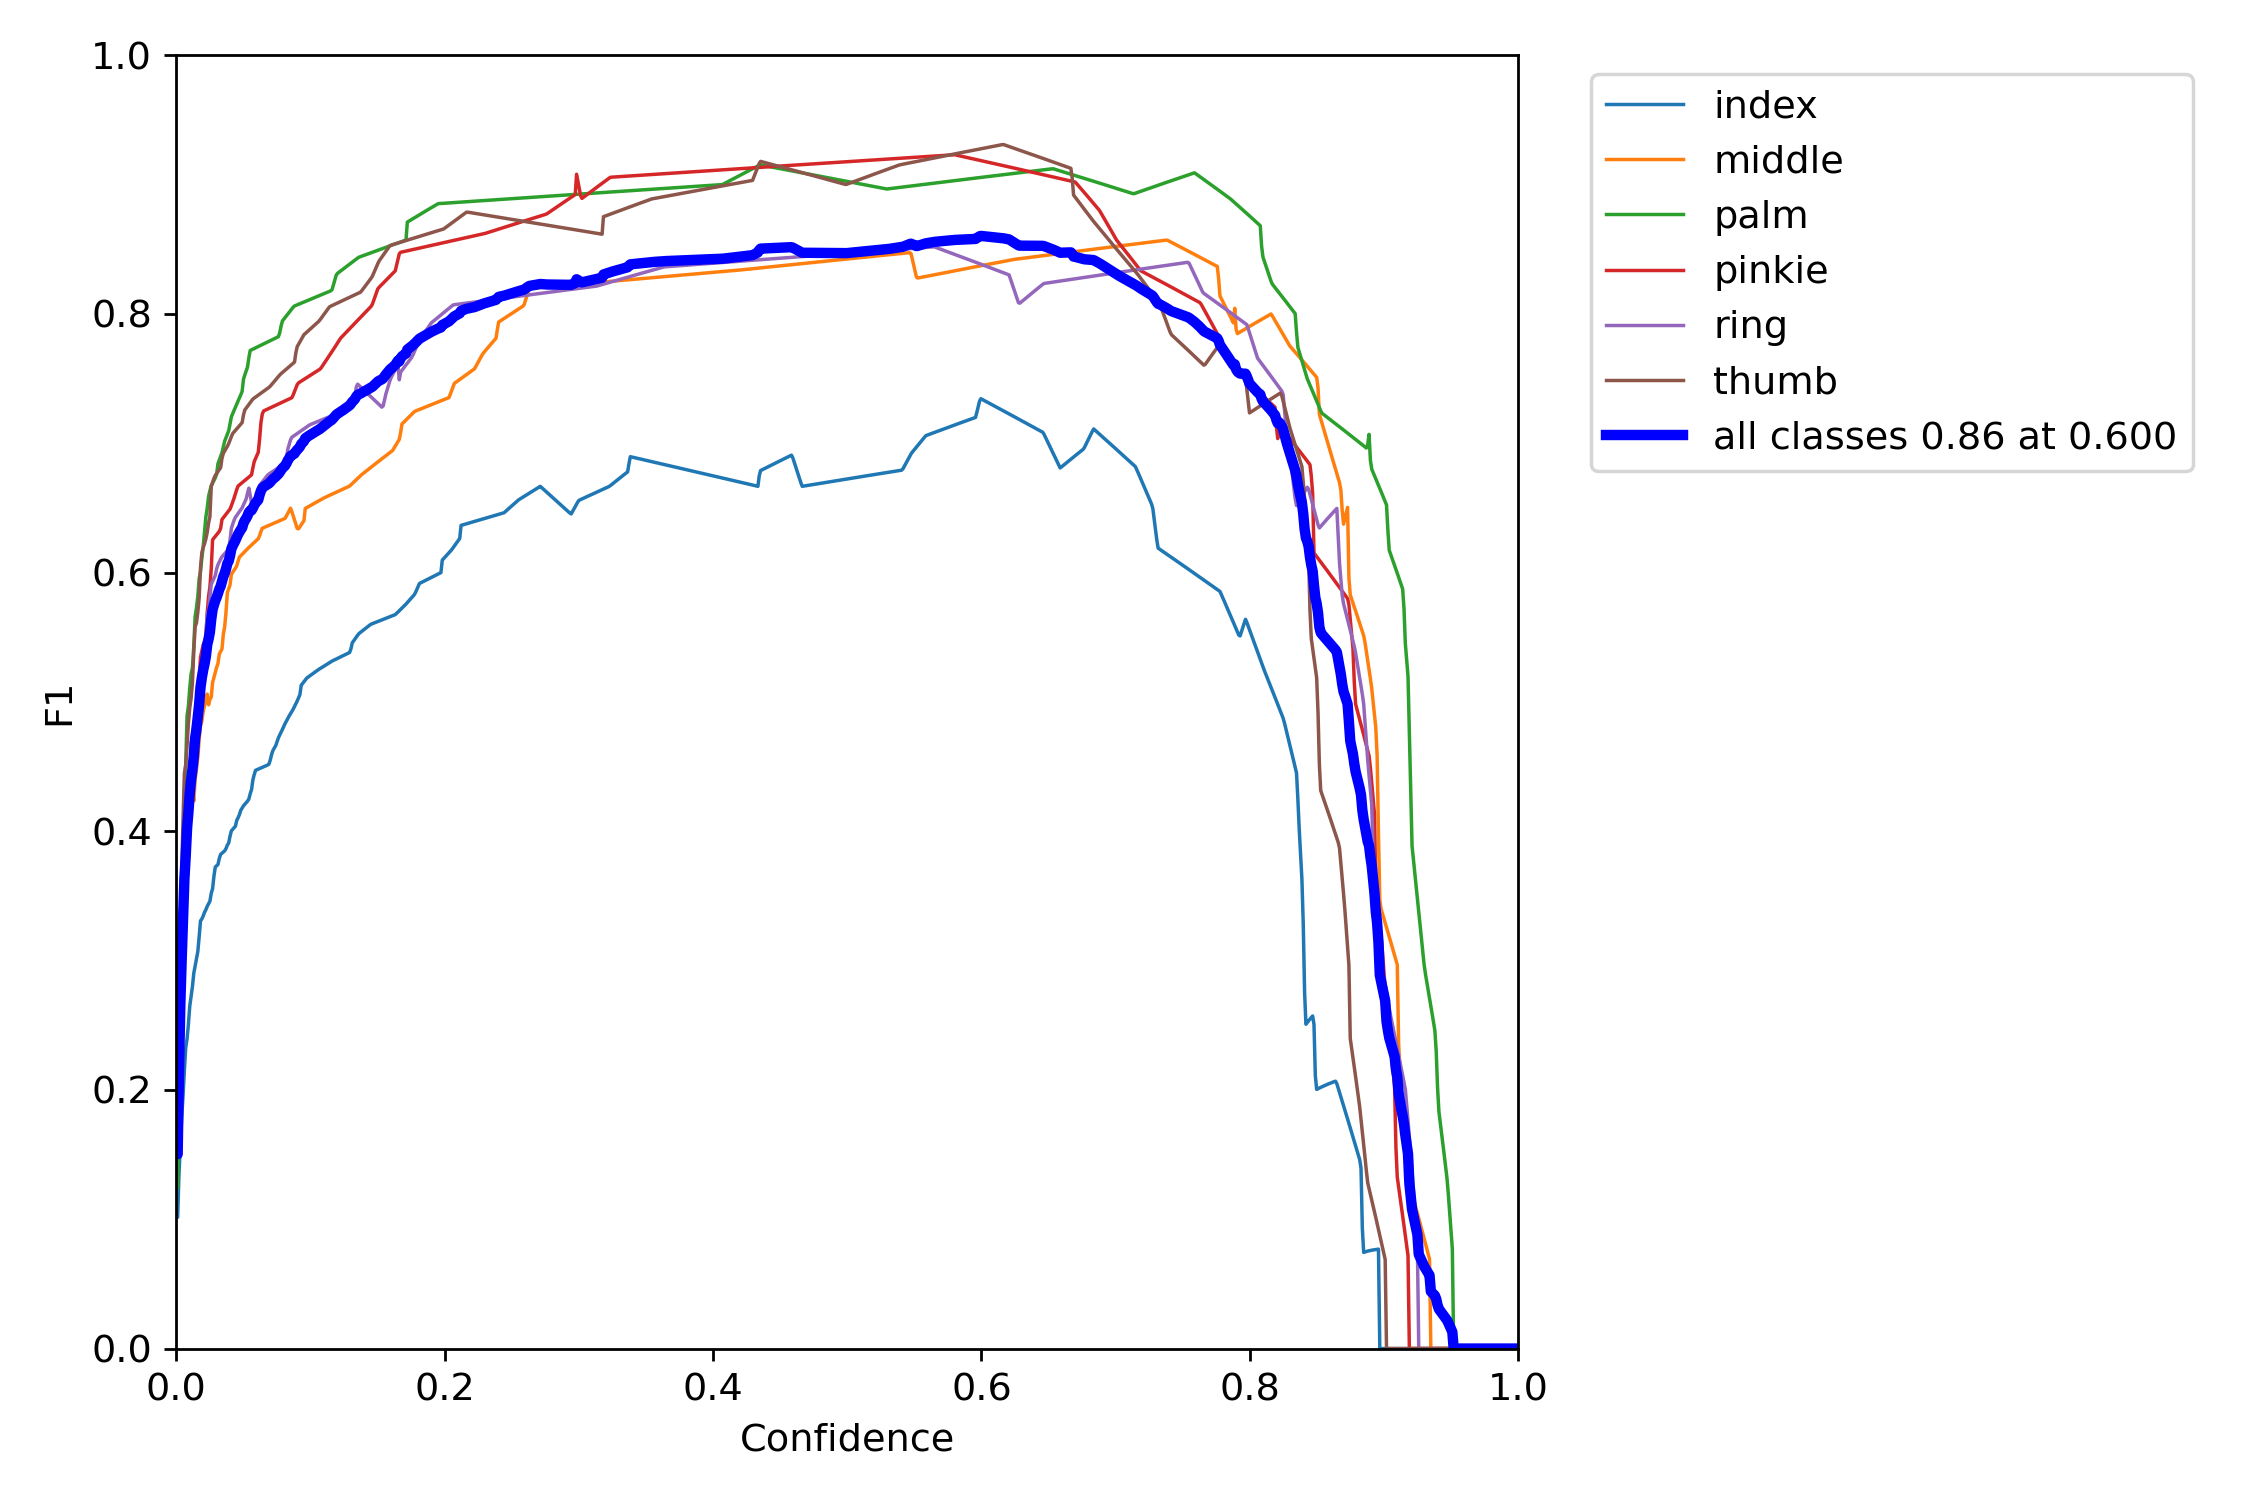 1.0
0.8
0.6
0.4
0.2
0.0
F1
0.0 0.2 0.4 0.6 0.8 1.0
Confidence
index
middle
palm
pinkie
ring
thumb
all classes 0.86 at 0.600